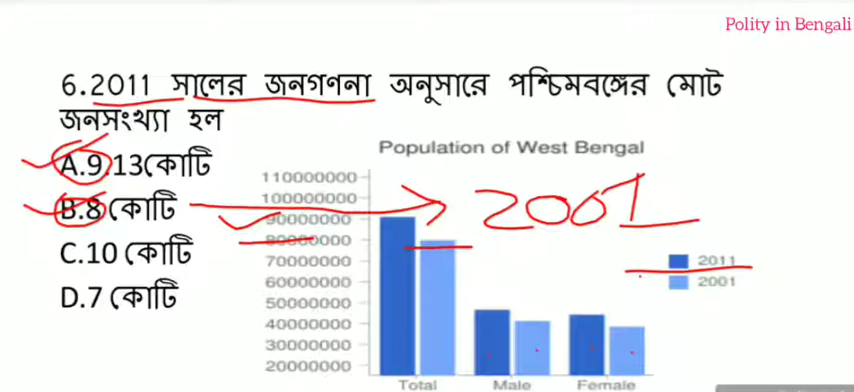 Polity in Bengali
6.2011 সালের জনগণনা অনুসারে পশ্চিমবঙ্গের মোট
জনসংখ্যা হল
A.9.13কোটি
B.8 কোটি
C.10 কোটি
D.7 কোটি
Population of West Bengal
110000000
100000000
90000000
80000000
70000000
60000000
50000000
40000000
30000000
20000000
2001
2011
2001
Total Male Female